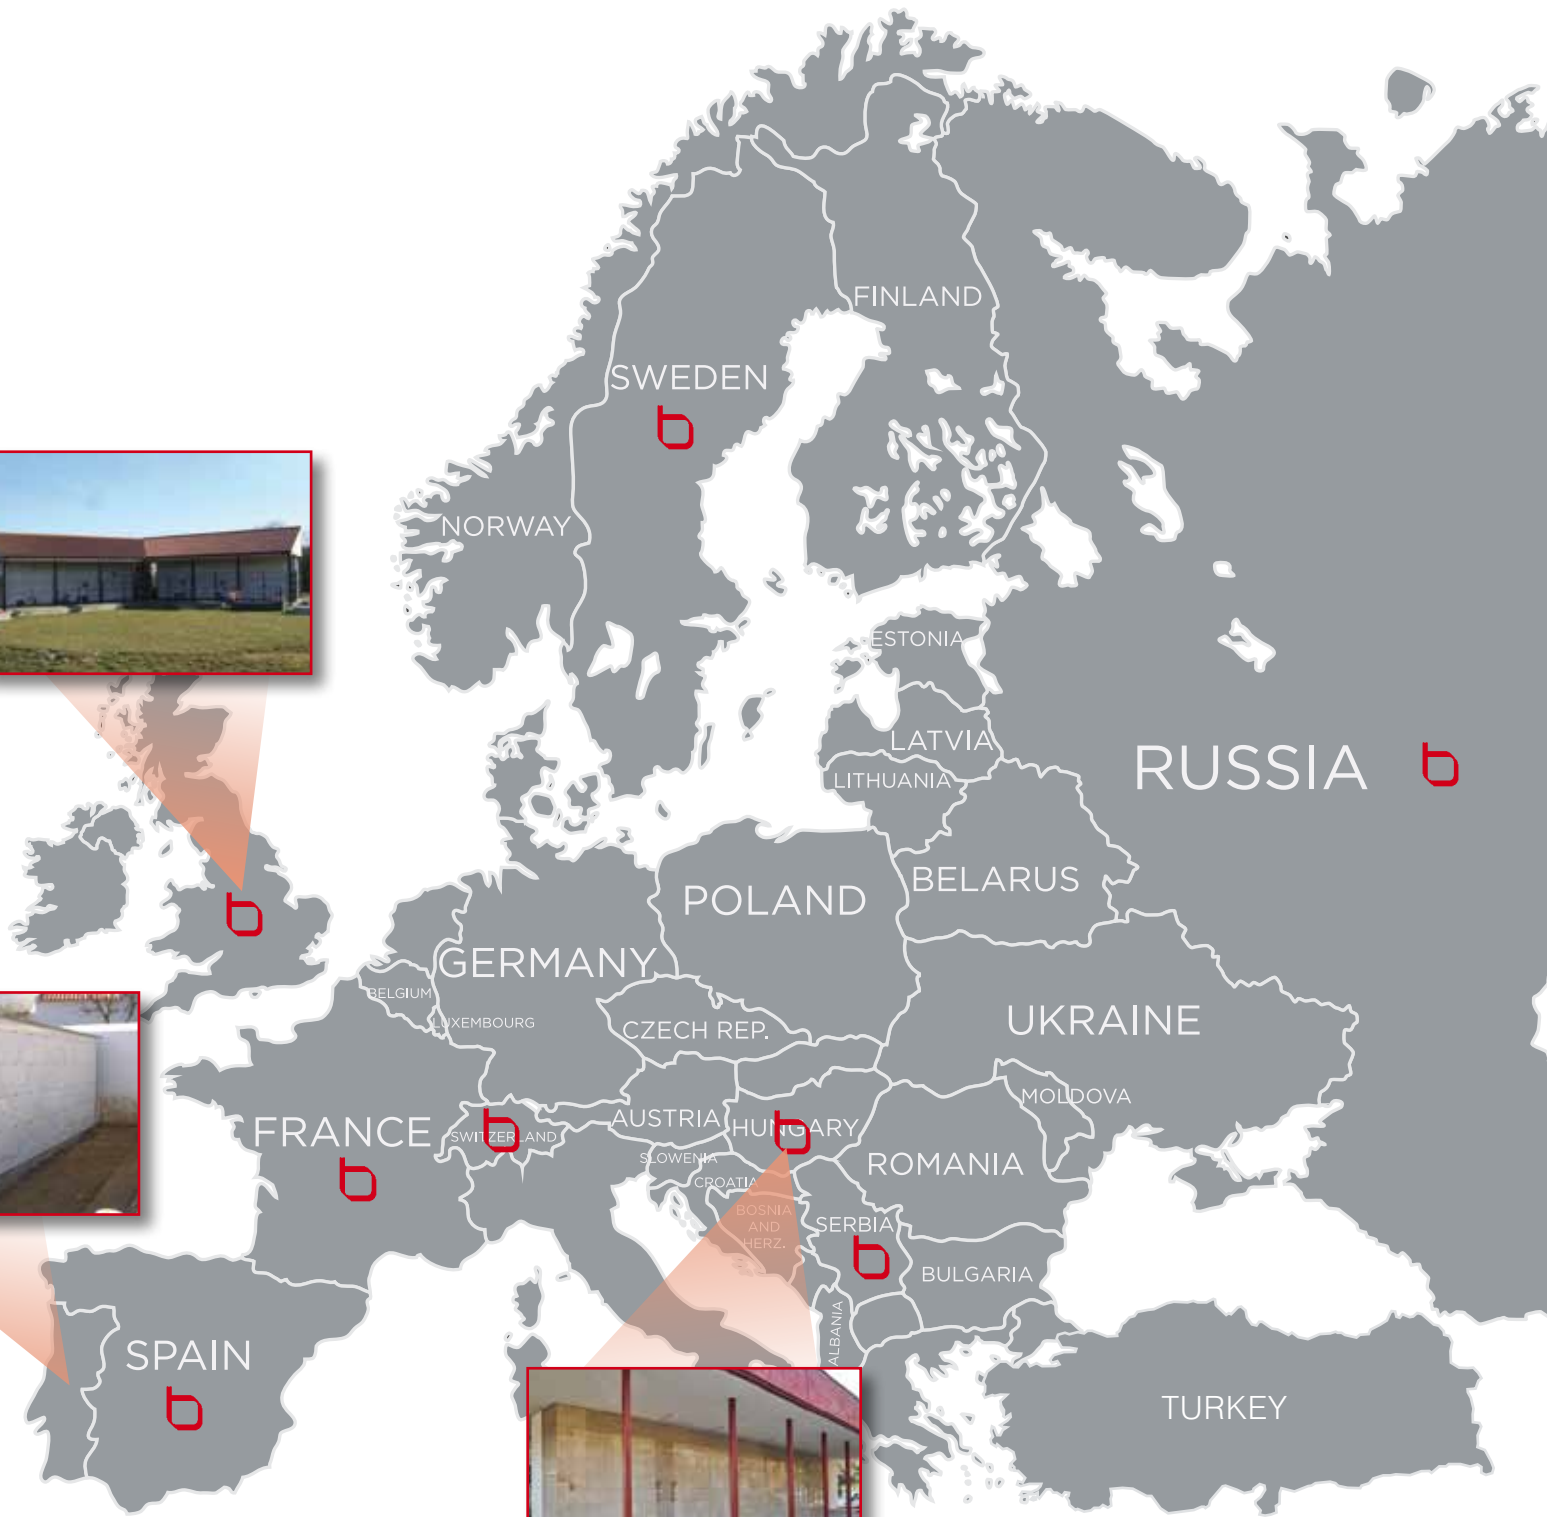 FINLAND
SWEDEN
NORWAY
ESTONIA
LATVIA
RUSSIA
LITHUANIA
BELARUS
POLAND
GERMANY
BELGIUM
LUXEMBOURG
UKRAINE
CZECH REP.
MOLDOVA
AUSTRIA
FRANCE
SWITZERLAND
HUNGARY
SLOWENIA
ROMANIA
CROATIA
BOSNIA
AND
HERZ.
SERBIA
BULGARIA
ALBANIA
SPAIN
TURKEY